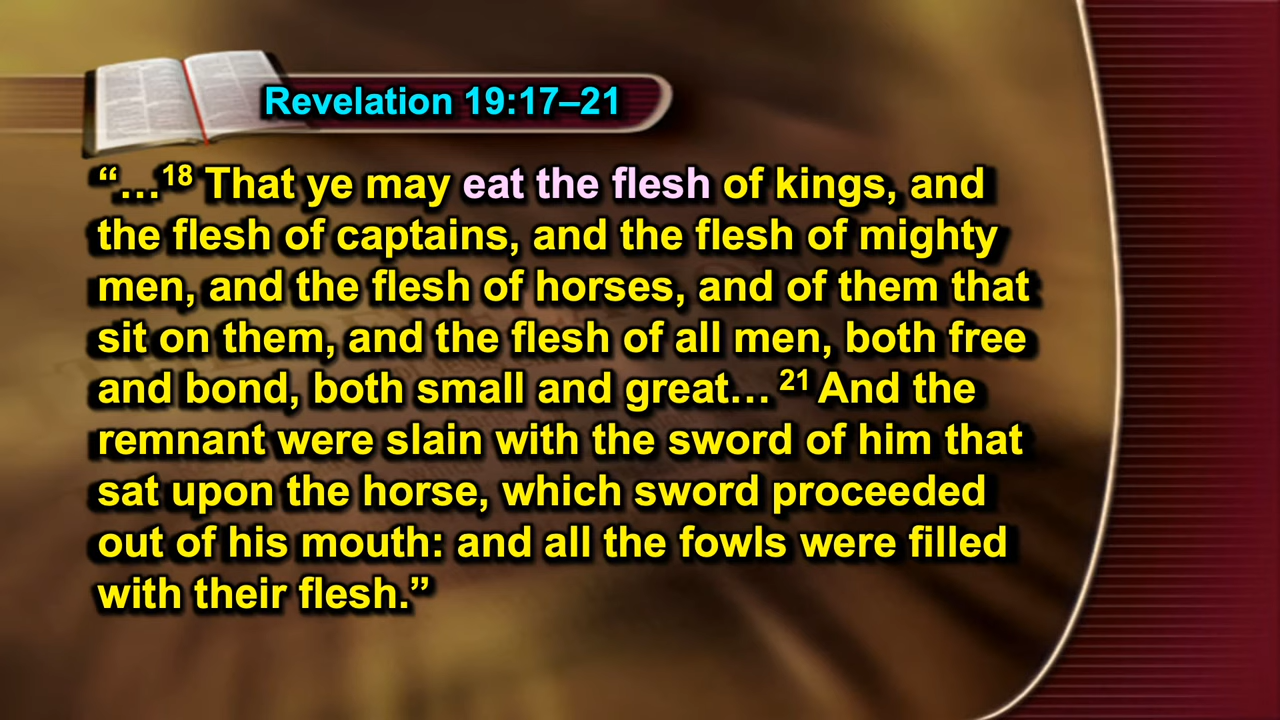 Revelation 19:17–21
“…18 That ye may eat the flesh of kings, and
the flesh of captains, and the flesh of mighty
men, and the flesh of horses, and of them that
sit on them, and the flesh of all men, both free
and bond, both small and great… 21 And the
remnant were slain with the sword of him that
sat upon the horse, which sword proceeded
out of his mouth: and all the fowls were filled
with their flesh.”